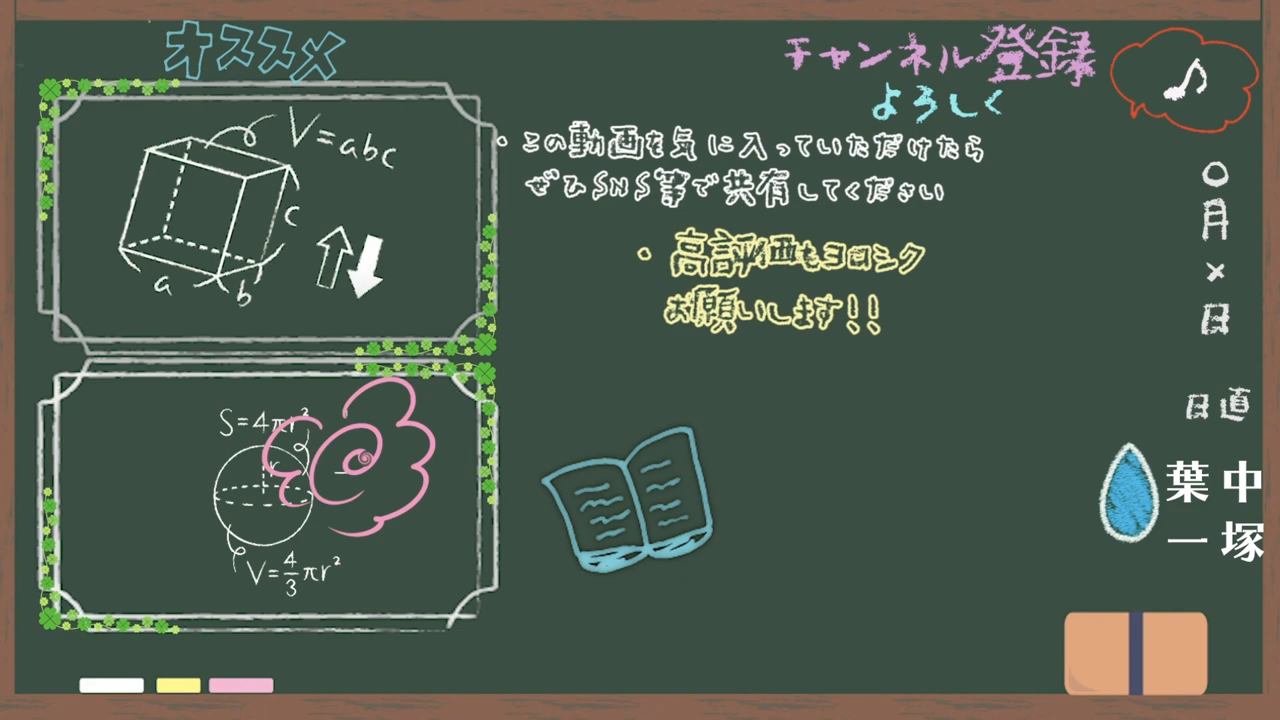 オススメ
V=abc
c
a
b
S=4πr²
r
V=4/3πr²
チャンネル登録
よろしく
・この動画を気に入っていただけたら
ぜひSNS等で共有してください
・高評価もヨロシク
お願いします!!
♪
〇月×日
日直
中塚
葉一